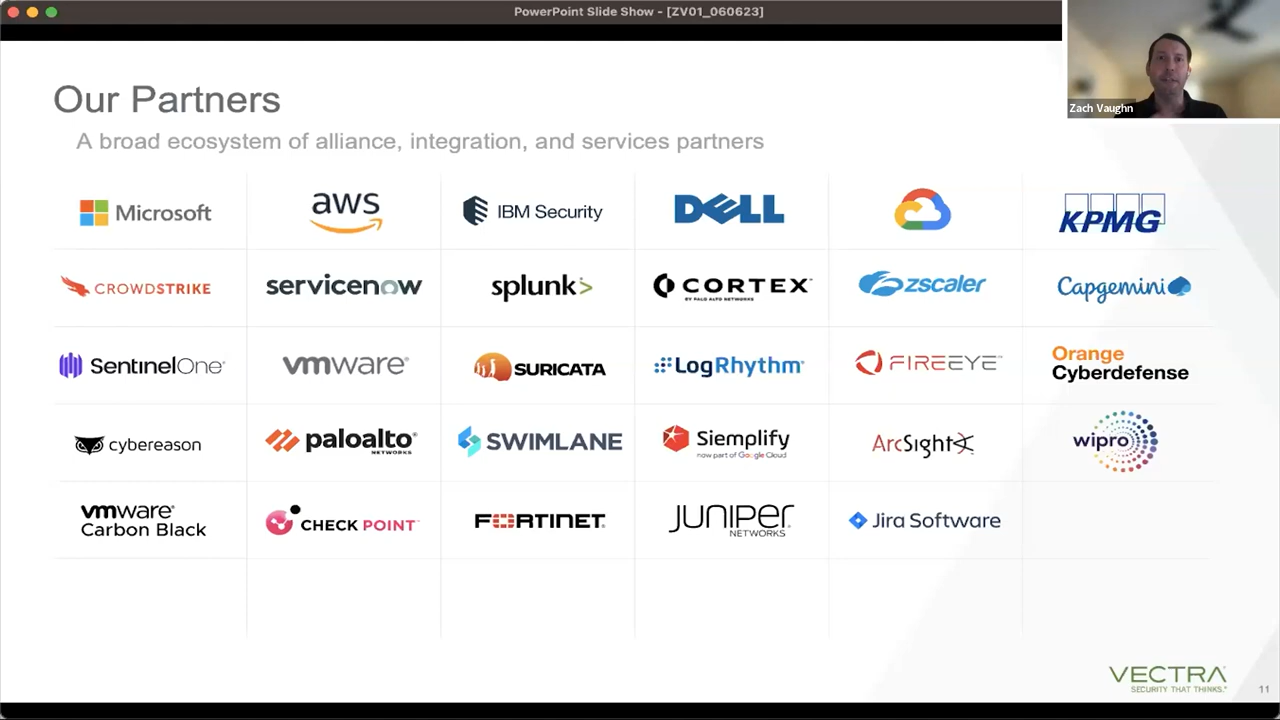 PowerPoint Slide Show - [ZV01_060623]
Zach Vaughn
Our Partners
A broad ecosystem of alliance, integration, and services partners
Microsoft
aws
IBM Security
DELL
KPMG
CROWDSTRIKE
servicenow
splunk>
CORTEX
BY PALO ALTO NETWORKS
zscaler
Capgemini
SentinelOne
vmware
SURICATA
LogRhythm
FIREEYE
Orange
Cyberdefense
cybereason
paloalto
NETWORKS
SWIMLANE
Siemplify
now part of Google Cloud
ArcSight
wipro
vmware
Carbon Black
CHECK POINT
FORTINET
JUNIPER
NETWORKS
Jira Software
VECTRA
SECURITY THAT THINKS.
11